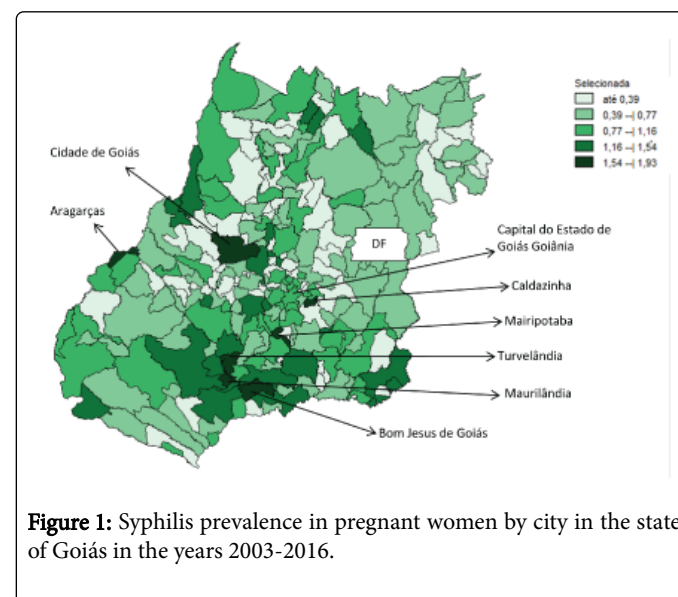 Selecionada
até 0,39
0,39 --| 0,77
0,77 --| 1,16
1,16 --| 1,54
1,54 --| 1,93
Cidade de Goiás
Aragarças
DF
Capital do Estado de
Goiás Goiânia
Caldazinha
Mairipotaba
Turvelândia
Maurilândia
Bom Jesus de Goiás
Figure 1: Syphilis prevalence in pregnant women by city in the state
of Goiás in the years 2003-2016.